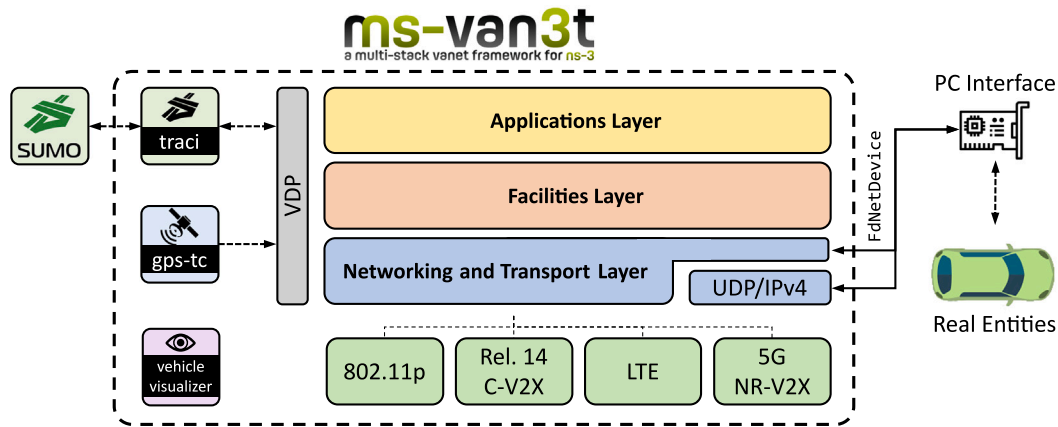 ms-van3t
a multi-stack vanet framework for ns-3
SUMO
traci
gps-tc
vehicle
visualizer
VDP
Applications Layer
Facilities Layer
Networking and Transport Layer
UDP/IPv4
802.11p
Rel. 14
C-V2X
LTE
5G
NR-V2X
FdNetDevice
PC Interface
Real Entities